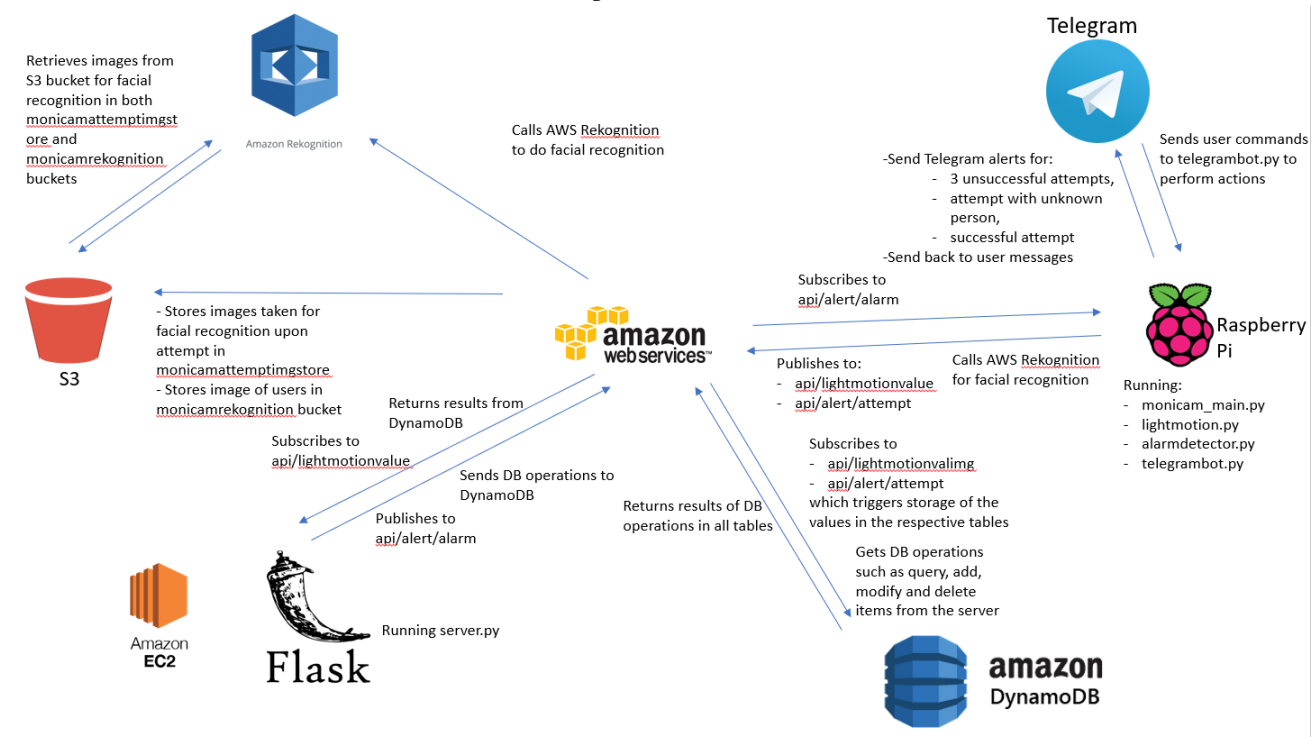 Retrieves images from
S3 bucket for facial
recognition in both
monicamattemptimgst
ore and
monicamrekognition
buckets
Amazon Rekognition
Calls AWS Rekognition
to do facial recognition
Telegram
Sends user commands
to telegrambot.py to
perform actions
-Send Telegram alerts for:
- 3 unsuccessful attempts,
- attempt with unknown
person,
- successful attempt
-Send back to user messages
S3
- Stores images taken for
facial recognition upon
attempt in
monicamattemptimgstore
- Stores image of users in
monicamrekognition bucket
amazon
webservices™
Subscribes to
api/alert/alarm
Raspberry
Pi
Publishes to:
- api/lightmotionvalue
- api/alert/attempt
Calls AWS Rekognition
for facial recognition
Running:
- monicam_main.py
- lightmotion.py
- alarmdetector.py
- telegrambot.py
Returns results from
DynamoDB
Subscribes to
api/lightmotionvalue
Sends DB operations to
DynamoDB
Publishes to
api/alert/alarm
Returns results of DB
operations in all tables
Subscribes to
- api/lightmotionvalimg
- api/alert/attempt
which triggers storage of the
values in the respective tables
Gets DB operations
such as query, add,
modify and delete
items from the server
Amazon
EC2
Flask
Running server.py
amazon
DynamoDB